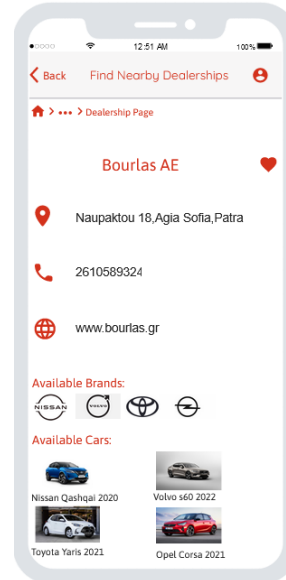 12:51 AM 100%
Back Find Nearby Dealerships
> ••• > Dealership Page
Bourlas AE
Naupaktou 18,Agia Sofia,Patra
2610589324
www.bourlas.gr
Available Brands:
NISSAN VOLVO
Available Cars:
Nissan Qashqai 2020 Volvo s60 2022
Toyota Yaris 2021 Opel Corsa 2021